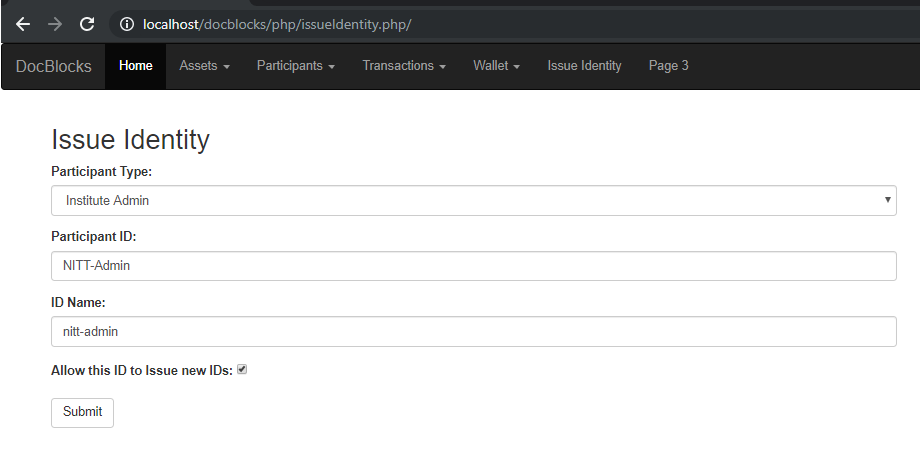 localhost/docblocks/php/issueIdentity.php/
DocBlocks Home Assets Participants Transactions Wallet Issue Identity Page 3
Issue Identity
Participant Type:
Institute Admin
Participant ID:
NITT-Admin
ID Name:
nitt-admin
Allow this ID to Issue new IDs:
Submit